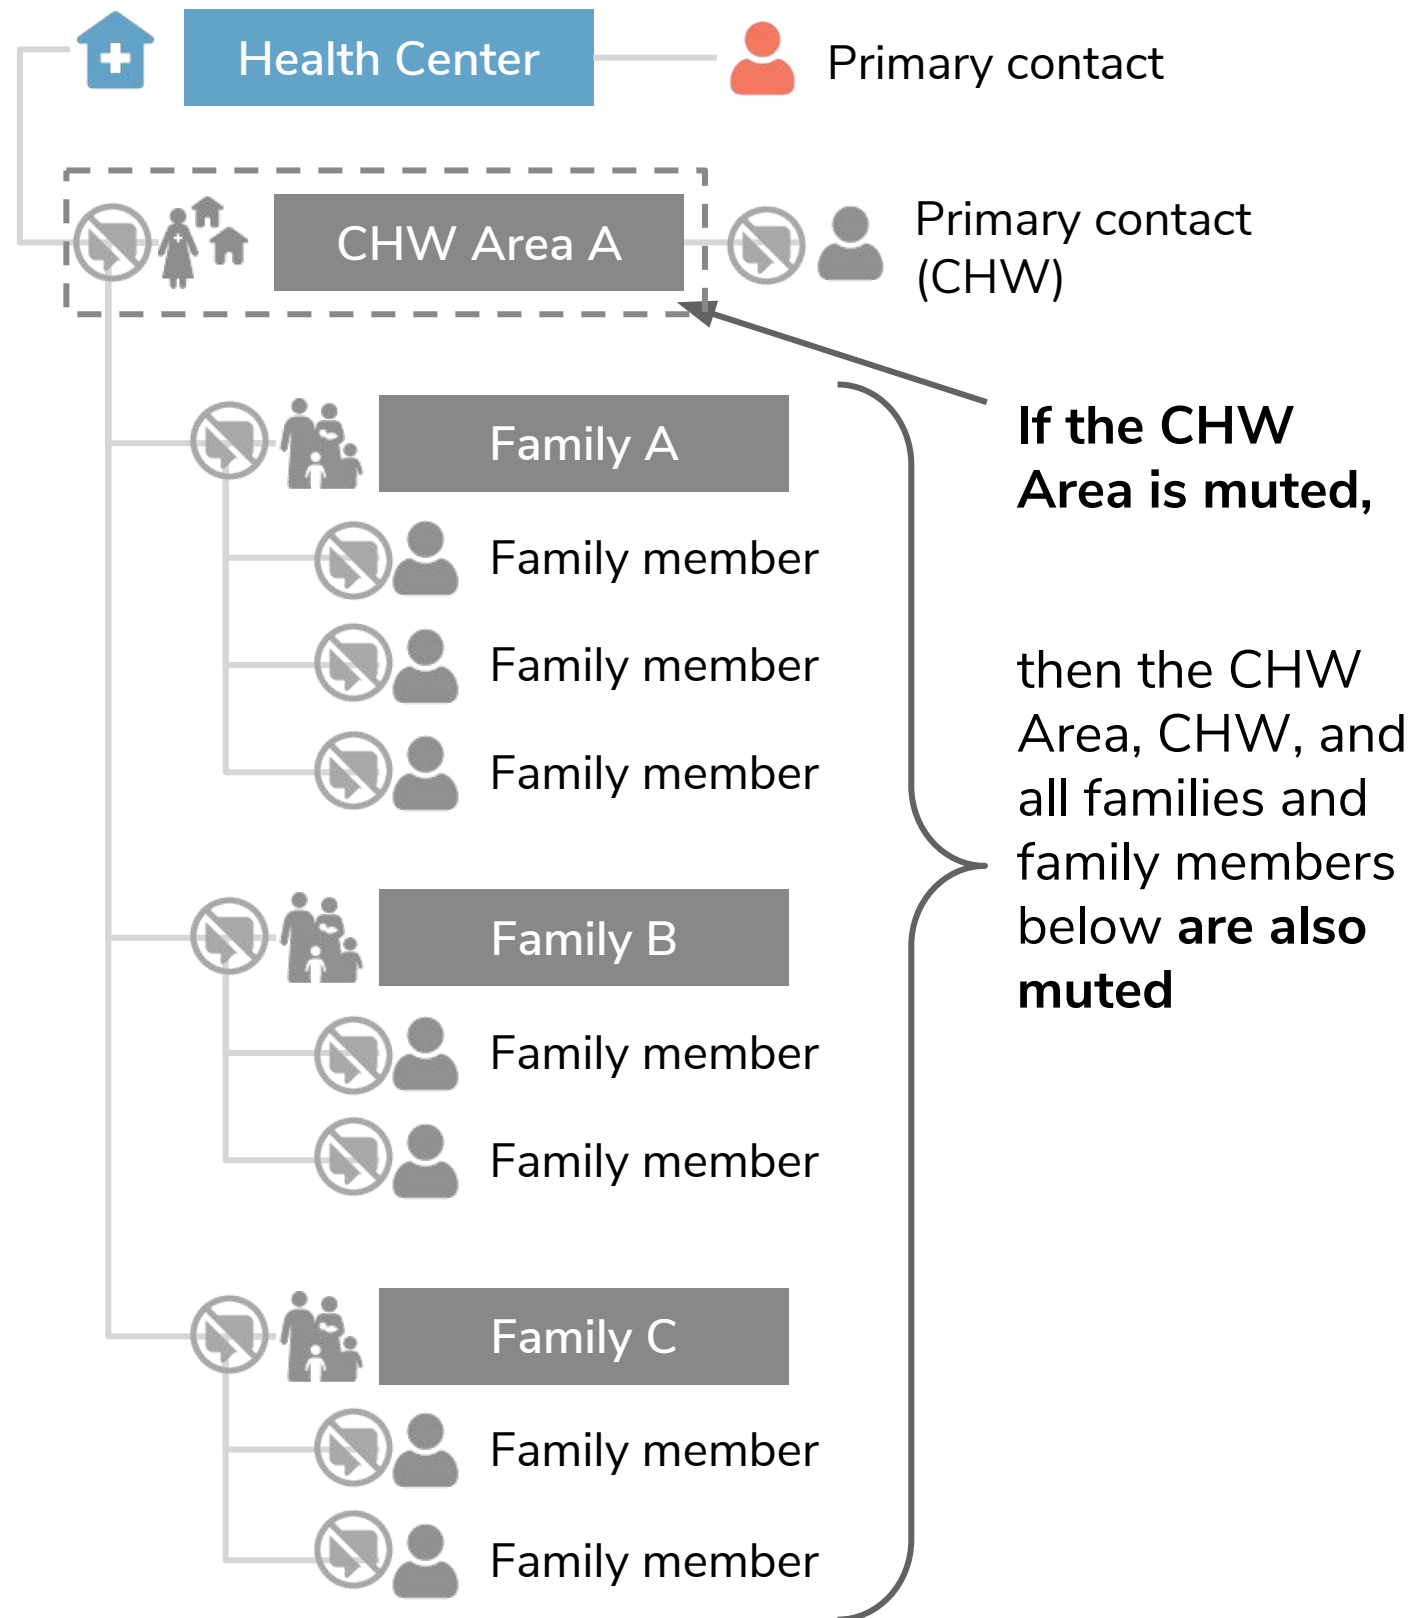 Health Center
Primary contact
CHW Area A
Primary contact
(CHW)
If the CHW
Area is muted,
Family A
Family member
Family member
Family member
then the CHW
Area, CHW, and
all families and
family members
below are also
muted
Family B
Family member
Family member
Family C
Family member
Family member